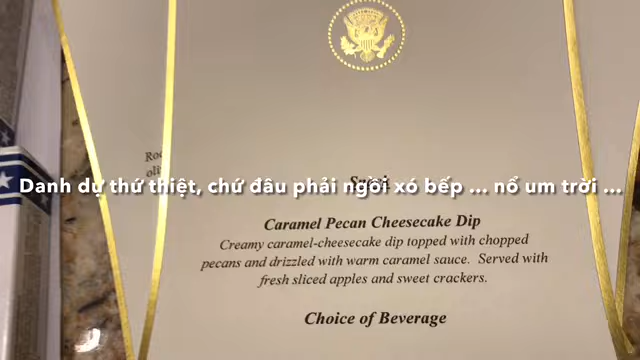 Danh dự thứ thiệt, chứ đâu phải ngồi xó bếp ... nổ um trời ...
Caramel Pecan Cheesecake Dip
Creamy caramel-cheesecake dip topped with chopped
pecans and drizzled with warm caramel sauce. Served with
fresh sliced apples and sweet crackers.
Choice of Beverage